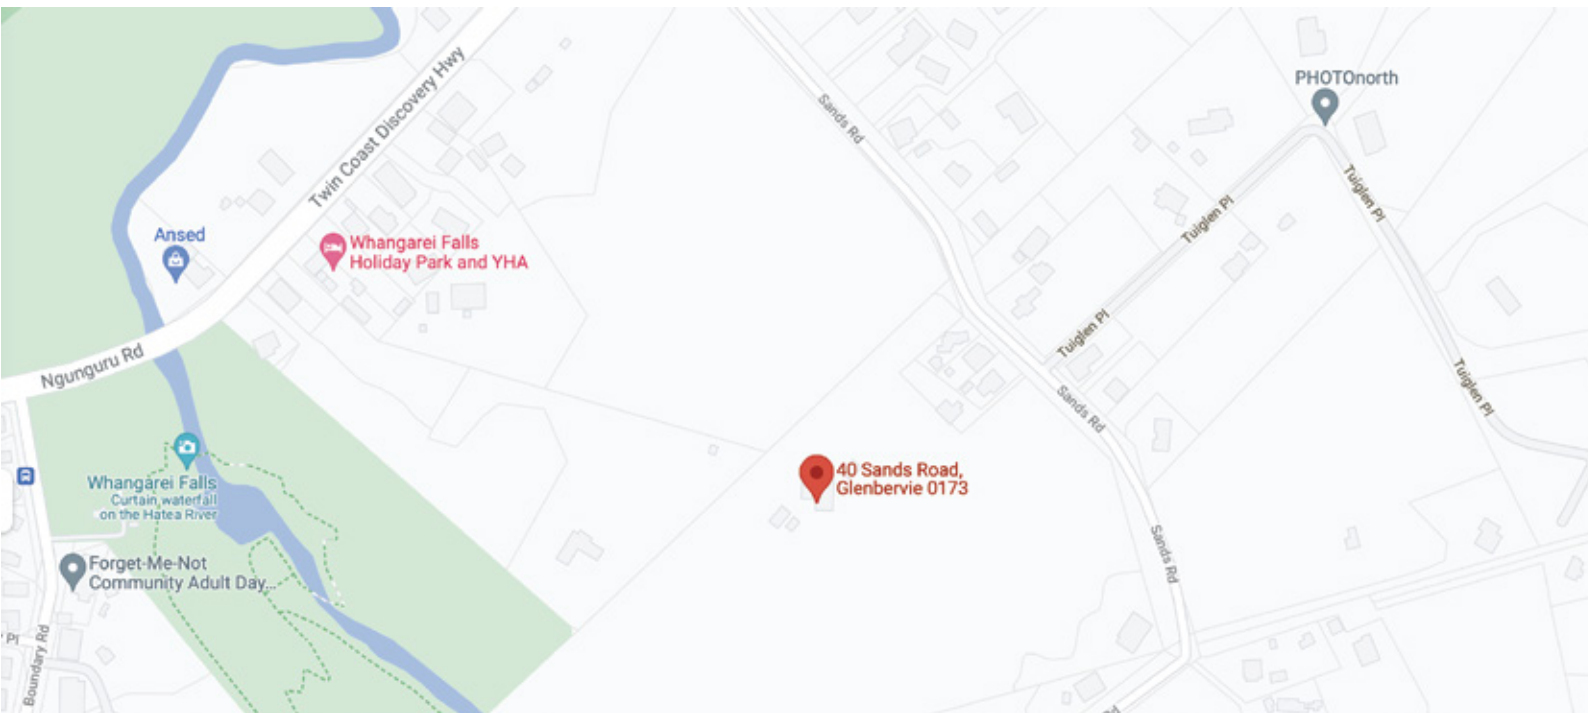 Twin Coast Discovery Hwy
Sands Rd
PHOTOnorth
Tuiglen Pl
Tuiglen Pl
Ansed
Whangarei Falls
Holiday Park and YHA
Tuiglen Pl
Ngunguru Rd
Sands Rd
Tuiglen Pl
40 Sands Road,
Glenbervie 0173
Whangarei Falls
Curtain waterfall
on the Hatea River
Sands Rd
Forget-Me-Not
Community Adult Day...
Pl
Boundary Rd